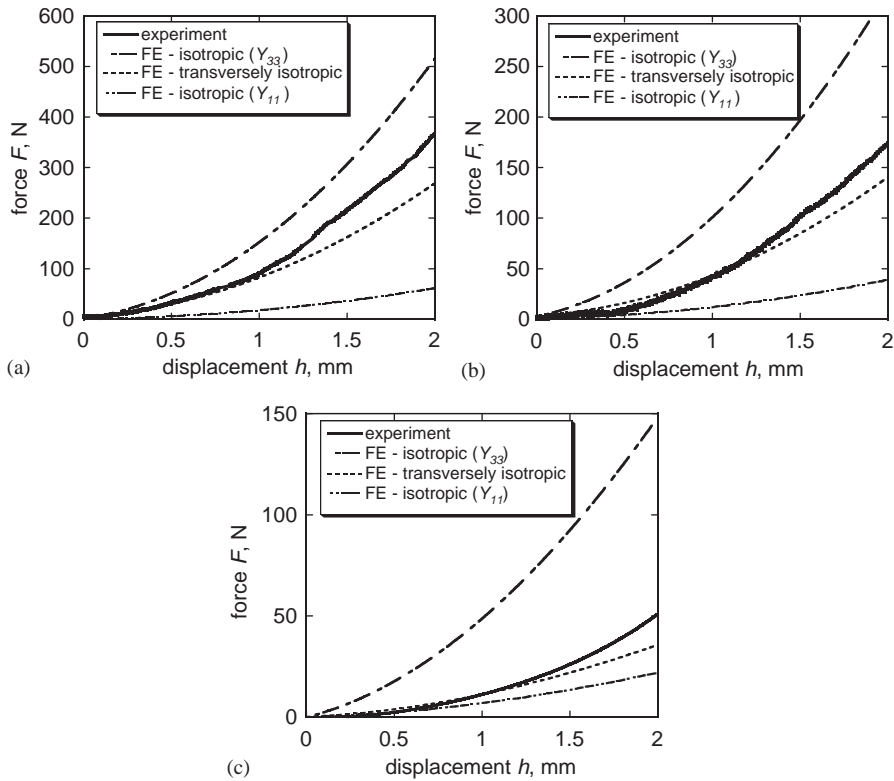 600
500
400
300
200
100
0
force F, N
experiment
FE - isotropic (Y33)
FE - transversely isotropic
FE - isotropic (Y11)
0 0.5 1 1.5 2
displacement h, mm
(a)
300
250
200
150
100
50
0
force F, N
experiment
FE - isotropic (Y33)
FE - transversely isotropic
FE - isotropic (Y11)
0 0.5 1 1.5 2
displacement h, mm
(b)
150
100
50
0
force F, N
experiment
FE - isotropic (Y33)
FE - transversely isotropic
FE - isotropic (Y11)
0 0.5 1 1.5 2
displacement h, mm
(c)